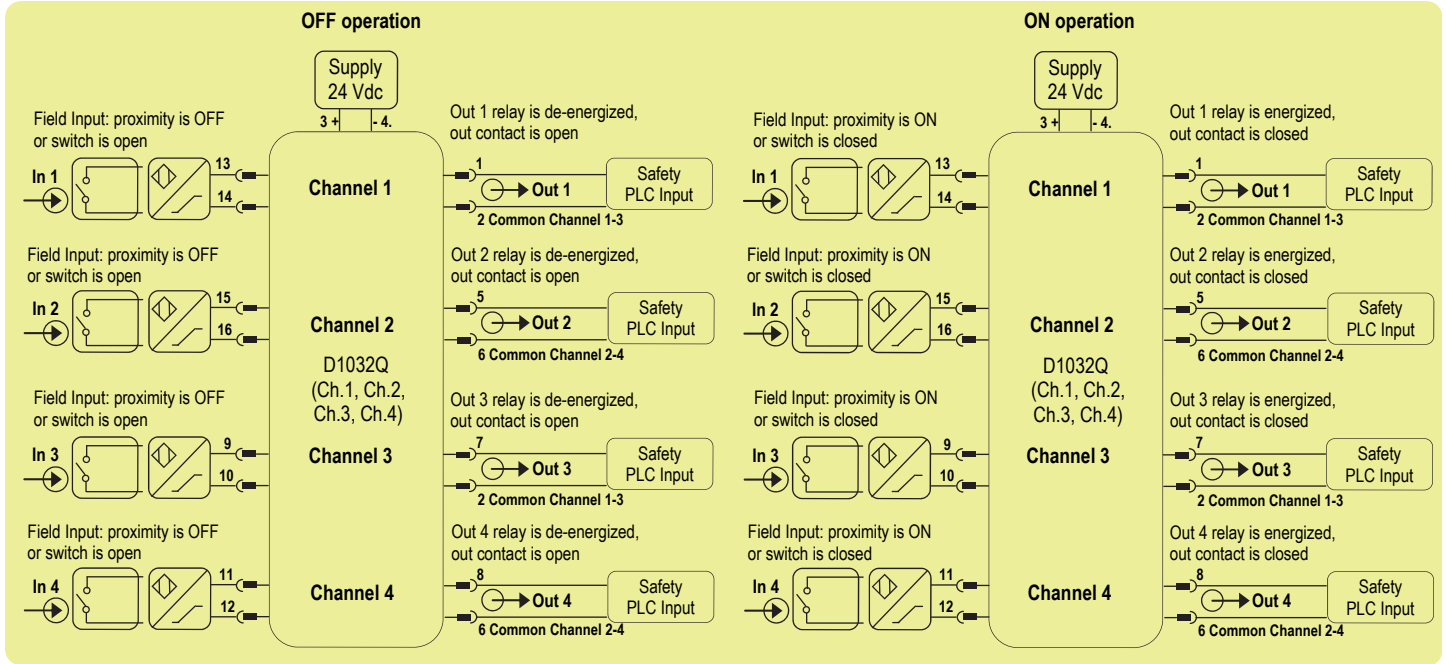 OFF operation
Supply
24 Vdc
3 +
- 4.
Field Input: proximity is OFF
or switch is open
In 1
13
14
Channel 1
Out 1 relay is de-energized,
out contact is open
1
Out 1
2 Common Channel 1-3
Safety
PLC Input
Field Input: proximity is OFF
or switch is open
In 2
15
16
Channel 2
D1032Q
(Ch.1, Ch.2,
Ch.3, Ch.4)
Out 2 relay is de-energized,
out contact is open
5
Out 2
6 Common Channel 2-4
Safety
PLC Input
Field Input: proximity is OFF
or switch is open
In 3
9
10
Channel 3
Out 3 relay is de-energized,
out contact is open
7
Out 3
2 Common Channel 1-3
Safety
PLC Input
Field Input: proximity is OFF
or switch is open
In 4
11
12
Channel 4
Out 4 relay is de-energized,
out contact is open
8
Out 4
6 Common Channel 2-4
Safety
PLC Input
ON operation
Supply
24 Vdc
3 +
- 4.
Field Input: proximity is ON
or switch is closed
In 1
13
14
Channel 1
Out 1 relay is energized,
out contact is closed
1
Out 1
2 Common Channel 1-3
Safety
PLC Input
Field Input: proximity is ON
or switch is closed
In 2
15
16
Channel 2
D1032Q
(Ch.1, Ch.2,
Ch.3, Ch.4)
Out 2 relay is energized,
out contact is closed
5
Out 2
6 Common Channel 2-4
Safety
PLC Input
Field Input: proximity is ON
or switch is closed
In 3
9
10
Channel 3
Out 3 relay is energized,
out contact is closed
7
Out 3
2 Common Channel 1-3
Safety
PLC Input
Field Input: proximity is ON
or switch is closed
In 4
11
12
Channel 4
Out 4 relay is energized,
out contact is closed
8
Out 4
6 Common Channel 2-4
Safety
PLC Input